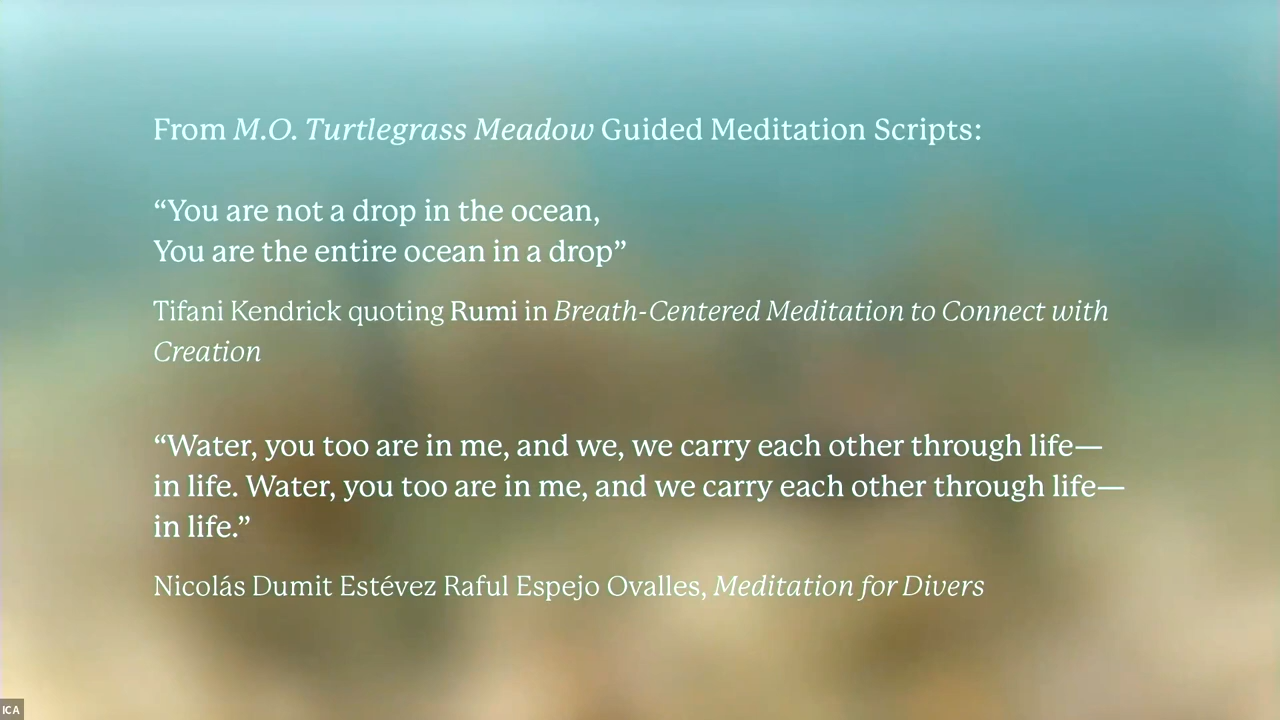 From M.O. Turtlegrass Meadow Guided Meditation Scripts:
“You are not a drop in the ocean,
You are the entire ocean in a drop”
Tifani Kendrick quoting Rumi in Breath-Centered Meditation to Connect with
Creation
“Water, you too are in me, and we, we carry each other through life—
in life. Water, you too are in me, and we carry each other through life—
in life.”
Nicolás Dumit Estévez Raful Espejo Ovalles, Meditation for Divers
ICA